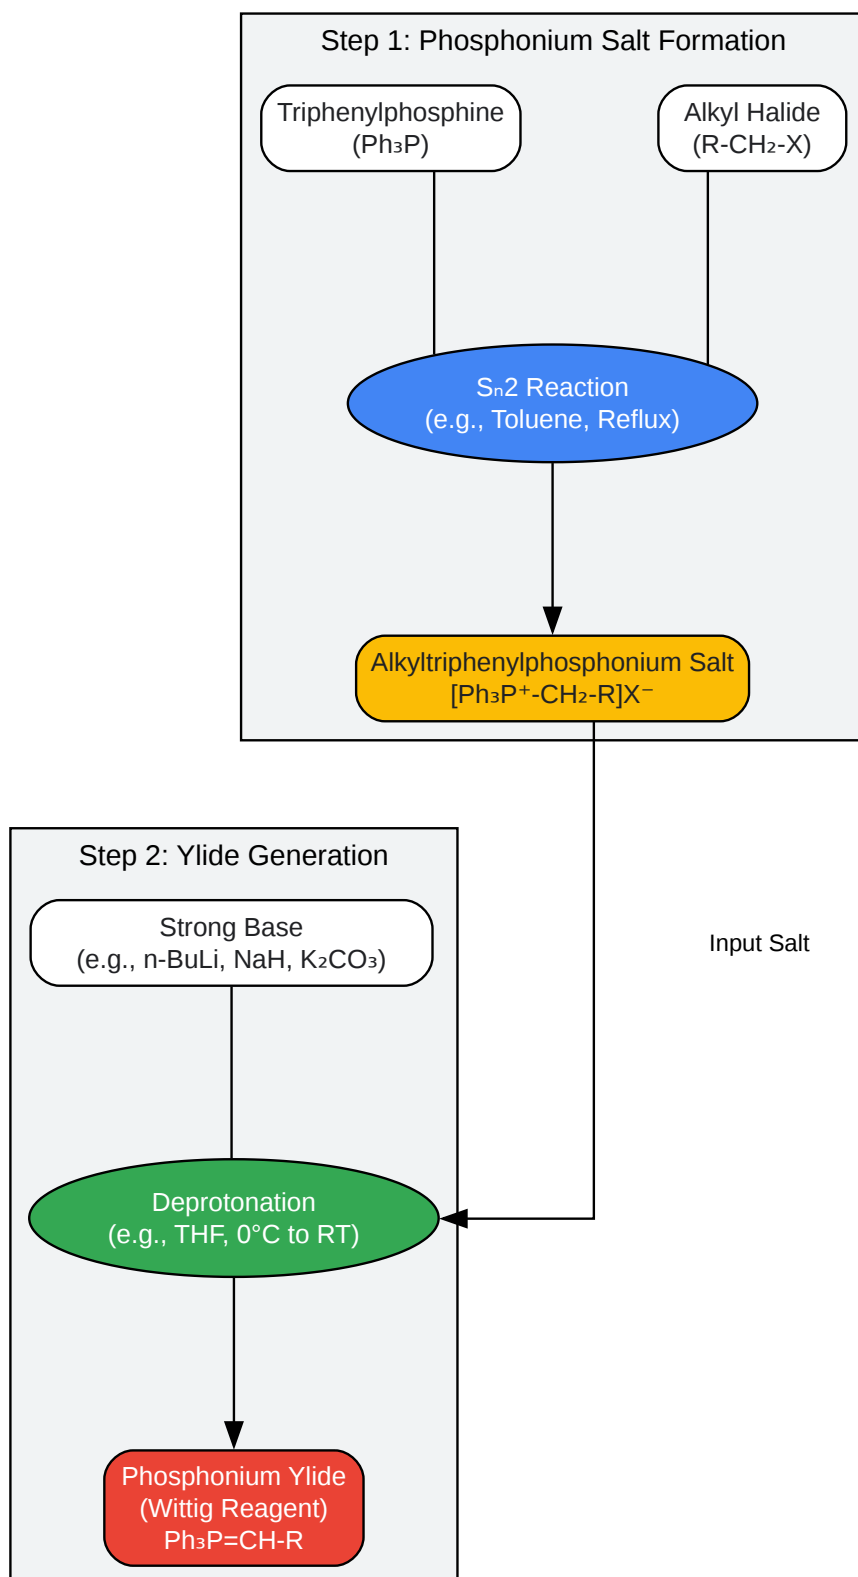 Step 1: Phosphonium Salt Formation
Triphenylphosphine
(Ph₃P)
Alkyl Halide
(R-CH₂-X)
Sₙ2 Reaction
(e.g., Toluene, Reflux)
Alkyltriphenylphosphonium Salt
[Ph₃P⁺-CH₂-R]X⁻
Step 2: Ylide Generation
Strong Base
(e.g., n-BuLi, NaH, K₂CO₃)
Input Salt
Deprotonation
(e.g., THF, 0°C to RT)
Phosphonium Ylide
(Wittig Reagent)
Ph₃P=CH-R